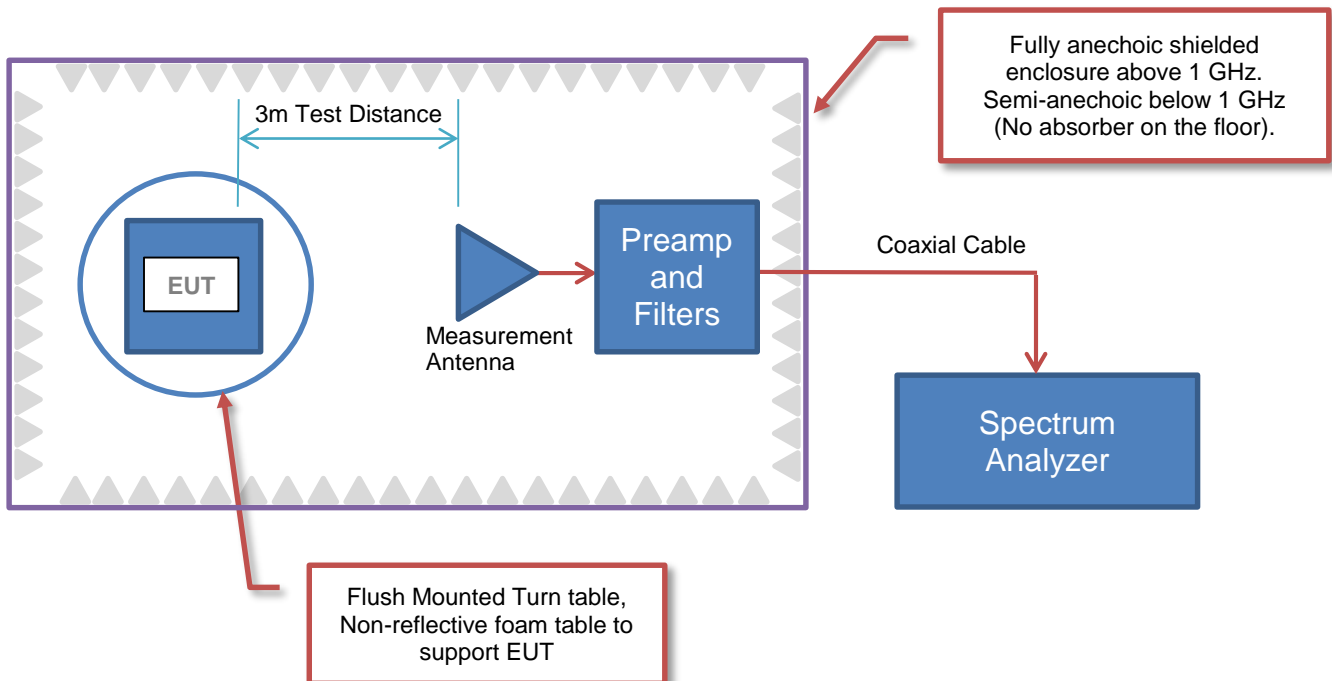 Fully anechoic shielded
enclosure above 1 GHz.
Semi-anechoic below 1 GHz
(No absorber on the floor).
3m Test Distance
EUT
Measurement
Antenna
Preamp
and
Filters
Coaxial Cable
Spectrum
Analyzer
Flush Mounted Turn table,
Non-reflective foam table to
support EUT